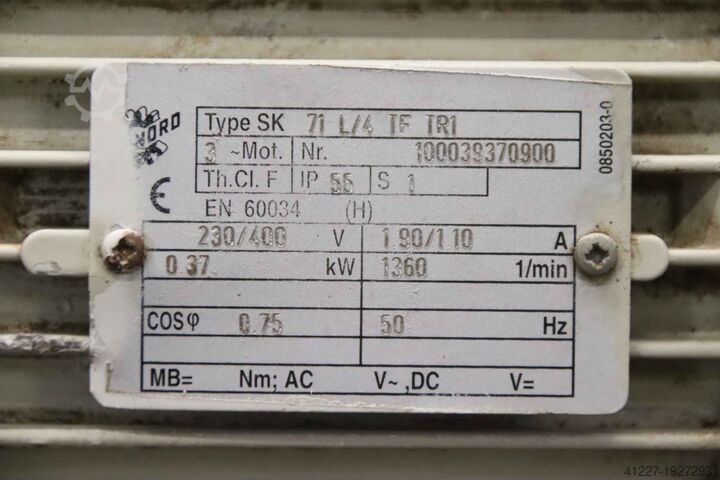 NORD
Type SK 71 L/4 TF TR1
3 ~Mot. Nr. 100039370900
Th.Cl. F IP 55 S 1
EN 60034 (H)
230/400 V 1.90/1.10 A
0.37 kW 1360 1/min
COSφ 0.75 50 Hz
MB= Nm; AC V~ ,DC V=
0850203-0
CE
41227-19272931